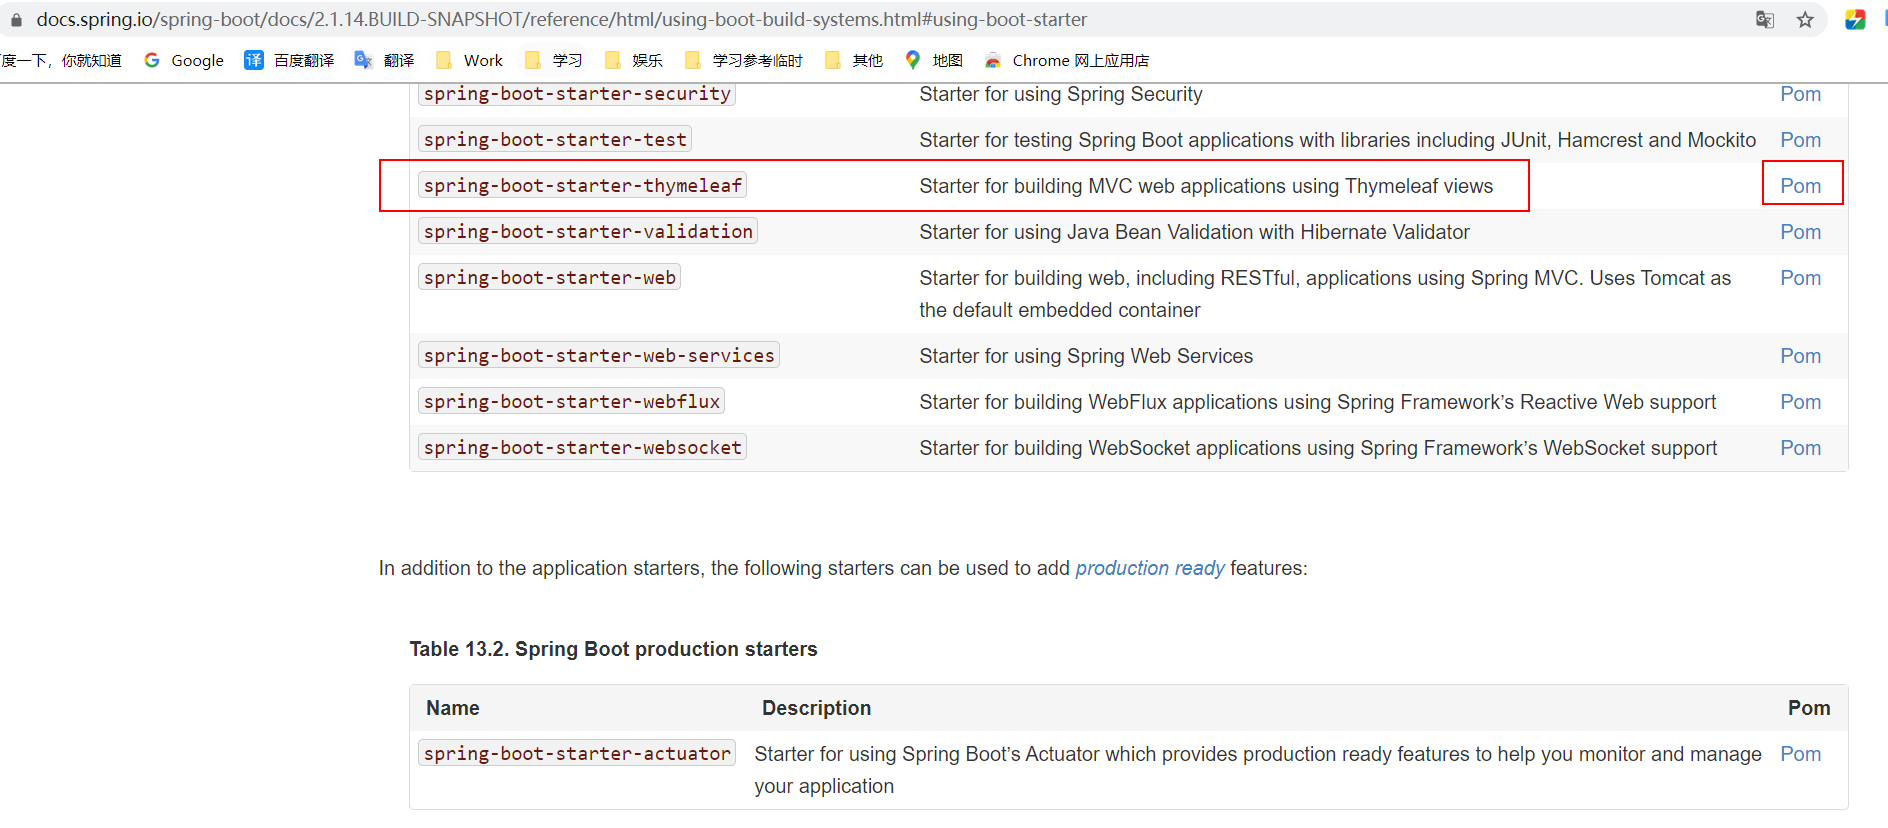 docs.spring.io/spring-boot/docs/2.1.14.BUILD-SNAPSHOT/reference/html/using-boot-build-systems.html#using-boot-starter
度一下，你就知道 Google 译 百度翻译 翻译 Work 学习 娱乐 学习参考临时 其他 地图 Chrome 网上应用店
spring-boot-starter-security Starter for using Spring Security Pom
spring-boot-starter-test Starter for testing Spring Boot applications with libraries including JUnit, Hamcrest and Mockito Pom
spring-boot-starter-thymeleaf Starter for building MVC web applications using Thymeleaf views Pom
spring-boot-starter-validation Starter for using Java Bean Validation with Hibernate Validator Pom
spring-boot-starter-web Starter for building web, including RESTful, applications using Spring MVC. Uses Tomcat as Pom
the default embedded container
spring-boot-starter-web-services Starter for using Spring Web Services Pom
spring-boot-starter-webflux Starter for building WebFlux applications using Spring Framework’s Reactive Web support Pom
spring-boot-starter-websocket Starter for building WebSocket applications using Spring Framework’s WebSocket support Pom
In addition to the application starters, the following starters can be used to add production ready features:
Table 13.2. Spring Boot production starters
Name Description Pom
spring-boot-starter-actuator Starter for using Spring Boot’s Actuator which provides production ready features to help you monitor and manage Pom
your application